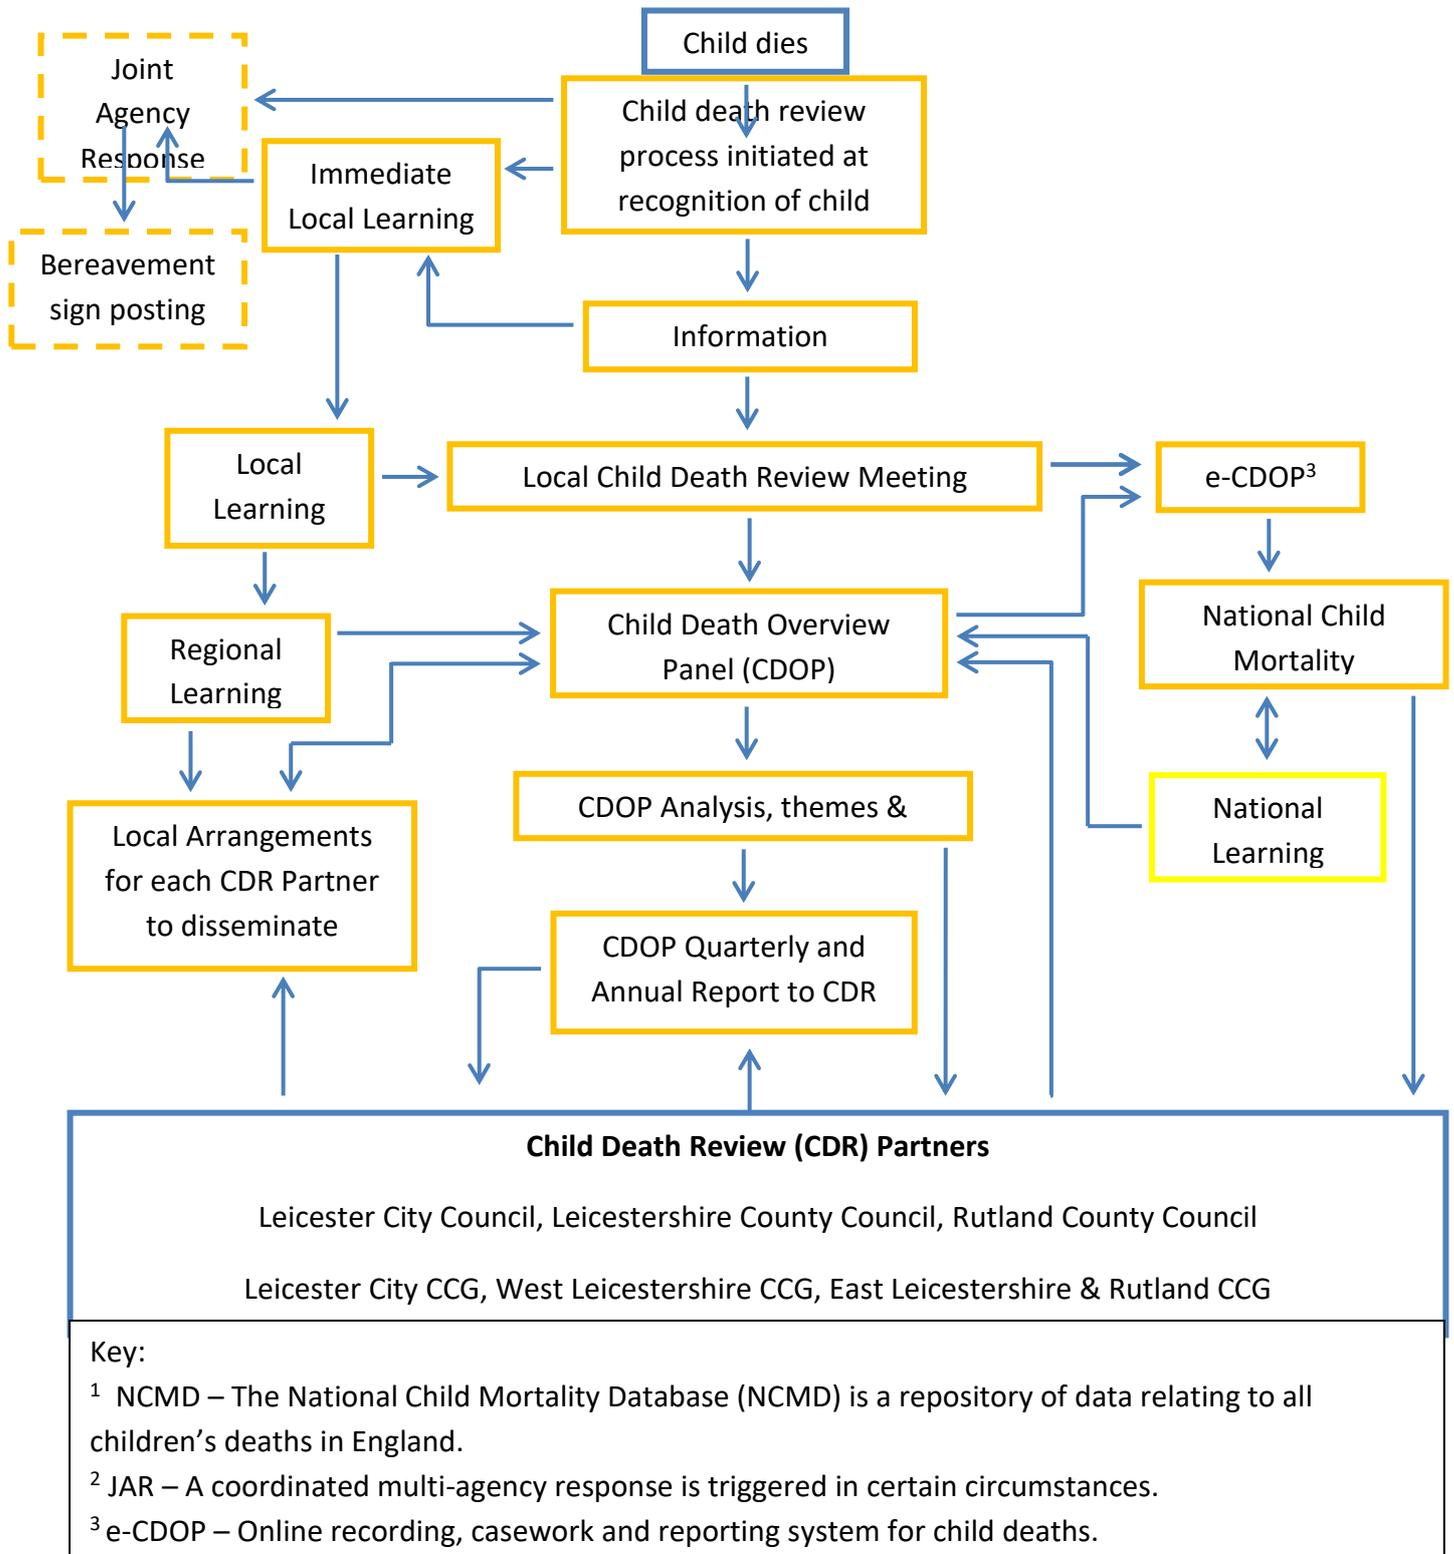 Child dies
Joint
Agency
Response
Child death review
process initiated at
recognition of child
Immediate
Local Learning
Bereavement
sign posting
Information
Local
Learning
Local Child Death Review Meeting
e-CDOP³
Regional
Learning
Child Death Overview
Panel (CDOP)
National Child
Mortality
CDOP Analysis, themes &
National
Learning
Local Arrangements
for each CDR Partner
to disseminate
CDOP Quarterly and
Annual Report to CDR
Child Death Review (CDR) Partners
Leicester City Council, Leicestershire County Council, Rutland County Council
Leicester City CCG, West Leicestershire CCG, East Leicestershire & Rutland CCG
Key:
¹ NCMD – The National Child Mortality Database (NCMD) is a repository of data relating to all
children’s deaths in England.
² JAR – A coordinated multi-agency response is triggered in certain circumstances.
³ e-CDOP – Online recording, casework and reporting system for child deaths.